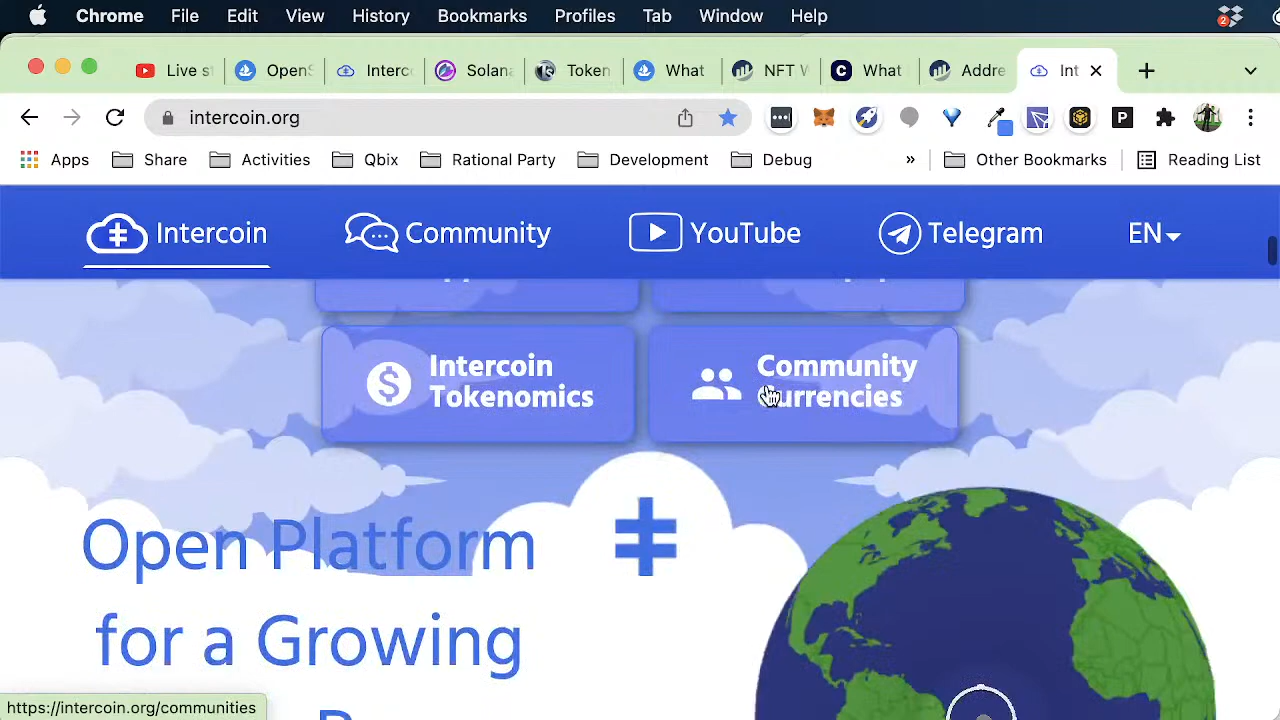 Chrome File Edit View History Bookmarks Profiles Tab Window Help
2
Live s OpenS Interc Solana Token What NFT W What Addre Int
intercoin.org
P
Apps Share Activities Qbix Rational Party Development Debug » Other Bookmarks Reading List
Intercoin Community YouTube Telegram EN
Intercoin
Tokenomics
Community
Currencies
Open Platform
for a Growing
https://intercoin.org/communities